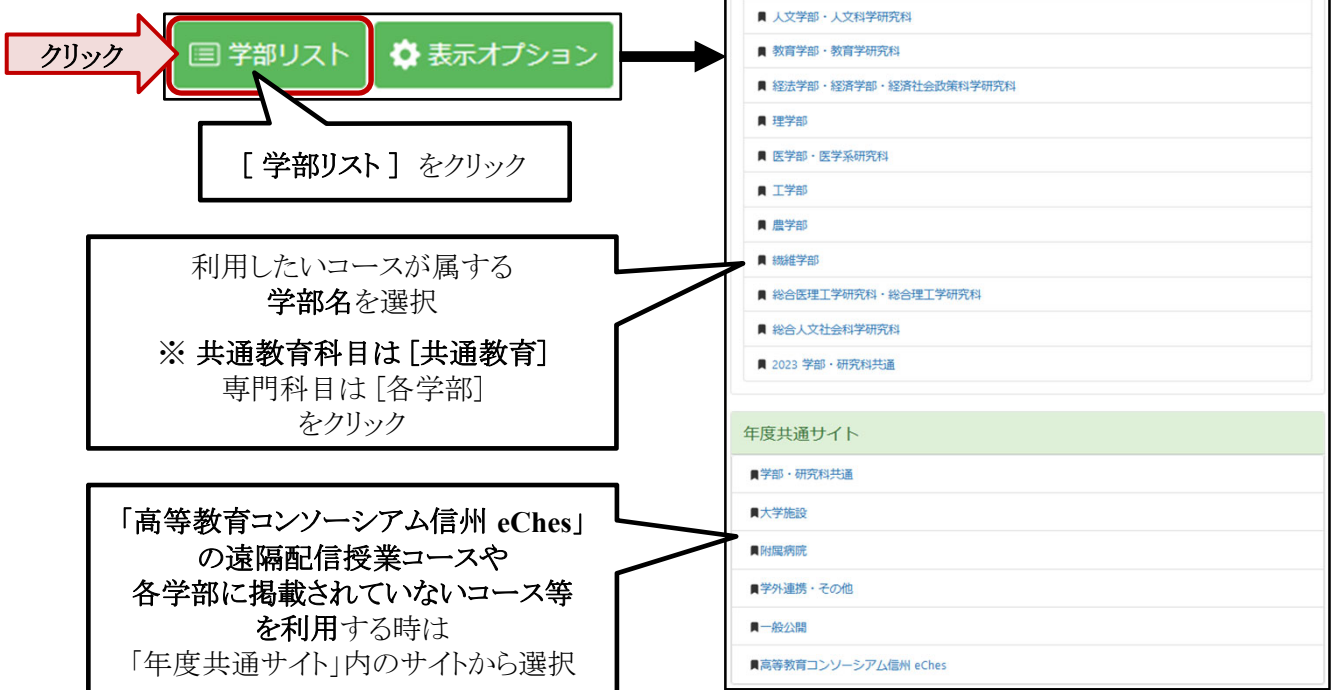 クリック
学部リスト
表示オプション
[ 学部リスト ] をクリック
利用したいコースが属する
学部名を選択
※ 共通教育科目は [共通教育]
専門科目は [各学部]
をクリック
「高等教育コンソーシアム信州 eChes」
の遠隔配信授業コースや
各学部に掲載されていないコース等
を利用する時は
「年度共通サイト」内のサイトから選択
人文学部・人文科学研究科
教育学部・教育学研究科
経法学部・経済学部・経済社会政策科学研究科
理学部
医学部・医学系研究科
工学部
農学部
繊維学部
総合医理工学研究科・総合理工学研究科
総合人文社会科学研究科
2023 学部・研究科共通
年度共通サイト
学部・研究科共通
大学施設
附属病院
学外連携・その他
一般公開
高等教育コンソーシアム信州 eChes